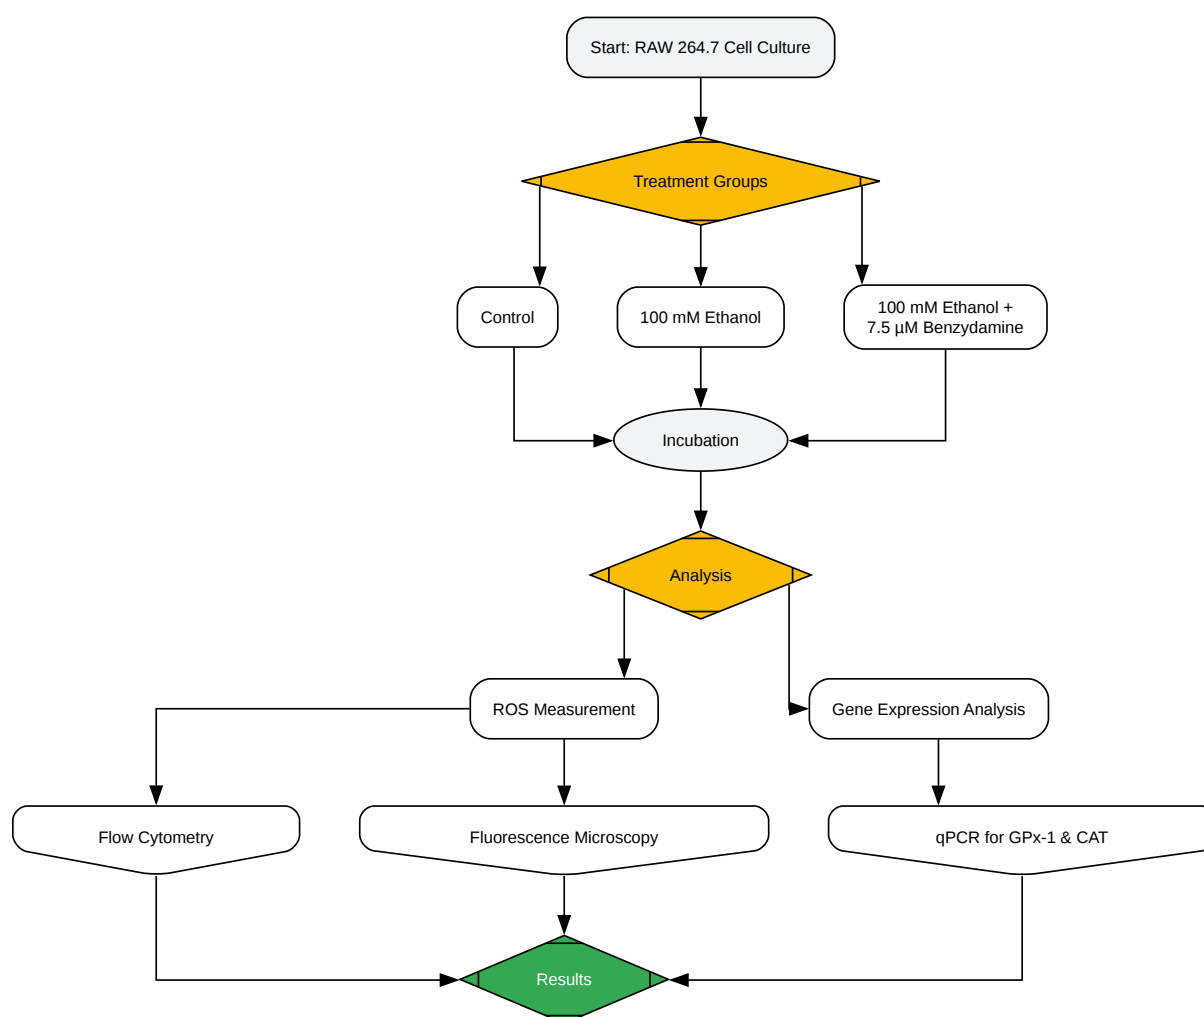 Start: RAW 264.7 Cell Culture
Treatment Groups
Control
100 mM Ethanol
100 mM Ethanol +
7.5 µM Benzydamine
Incubation
Analysis
ROS Measurement
Gene Expression Analysis
Flow Cytometry
Fluorescence Microscopy
qPCR for GPx-1 & CAT
Results